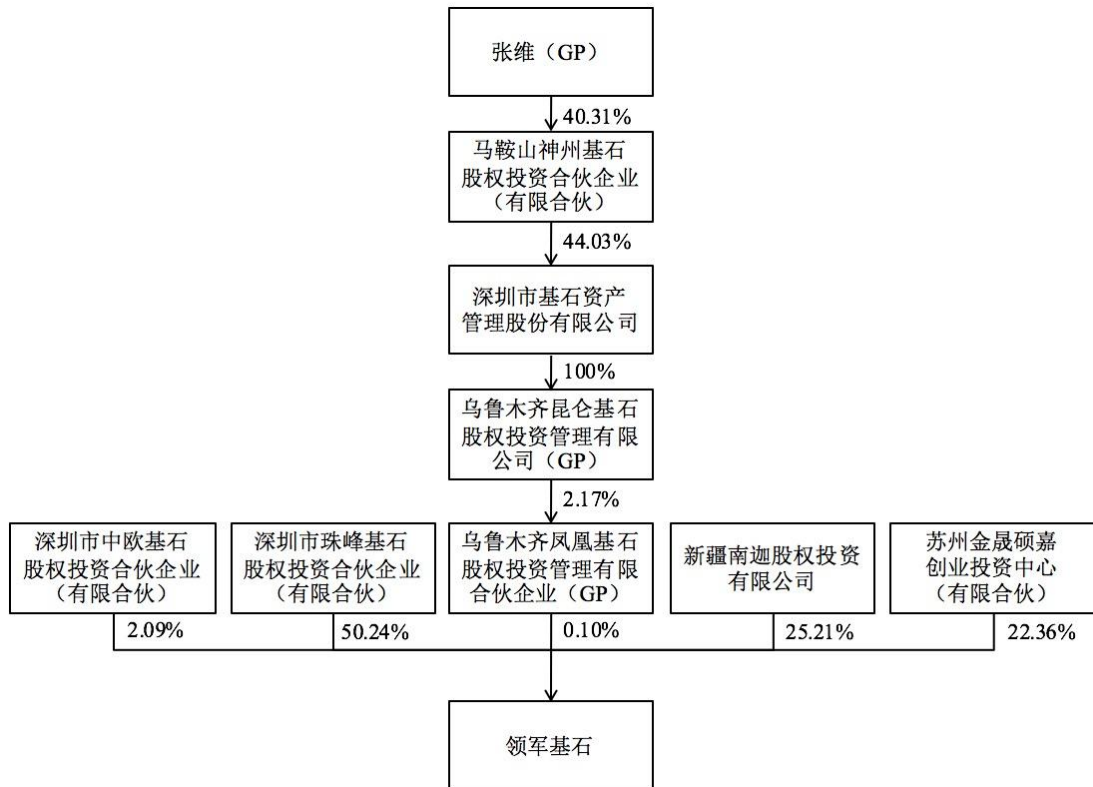 张维（GP）
40.31%
马鞍山神州基石
股权投资合伙企业
（有限合伙）
44.03%
深圳市基石资产
管理股份有限公司
100%
乌鲁木齐昆仑基石
股权投资管理有限
公司（GP）
2.17%
深圳市中欧基石
股权投资合伙企业
（有限合伙）
深圳市珠峰基石
股权投资合伙企业
（有限合伙）
乌鲁木齐凤凰基石
股权投资管理有限
合伙企业（GP）
新疆南迦股权投资
有限公司
苏州金晟硕嘉
创业投资中心
（有限合伙）
2.09%
50.24%
0.10%
25.21%
22.36%
领军基石